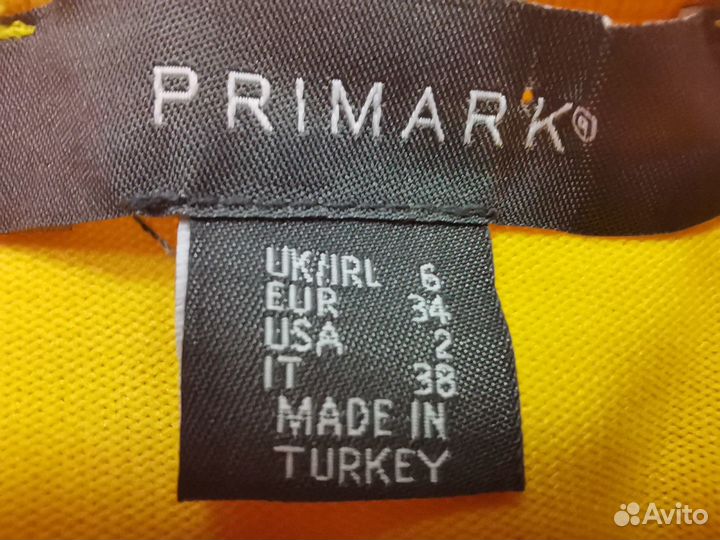 PRIMARK®
UK/IRL 6
EUR 34
USA 2
IT 38
MADE IN
TURKEY
Avito